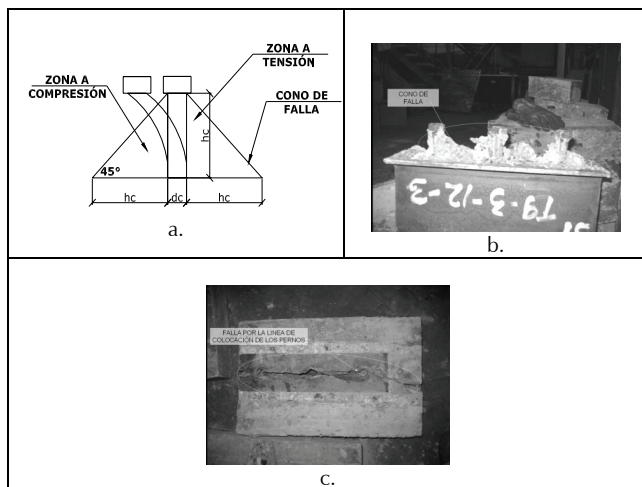 ZONA A
TENSIÓN
ZONA A
COMPRESIÓN
CONO DE
FALLA
hc
45°
hc
dc
hc
a.
CONO DE
FALLA
T9-3-12-3
b.
FALLA POR LA LINEA DE
COLOCACIÓN DE LOS PERNOS
c.